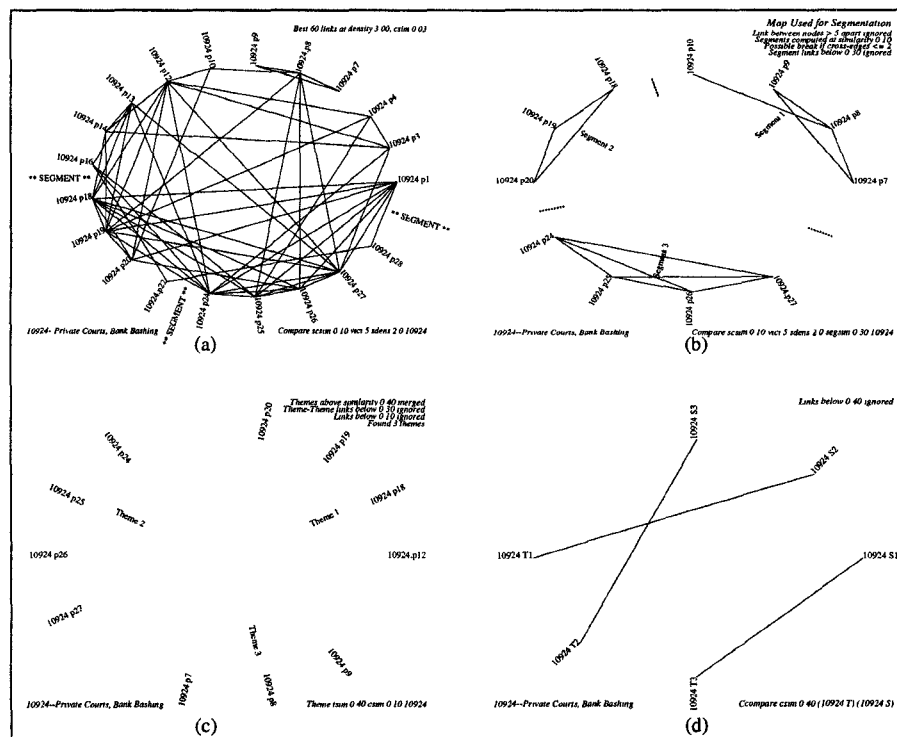 Best 60 links at density 3 00, csim 0 03
10924 p9
10924 p8
10924 p10
10924 p7
10924 p12
10924 p4
10924 p13
10924 p3
10924 p14
10924 p16
10924 p1
** SEGMENT **
10924 p18
** SEGMENT **
10924 p19
10924 p28
10924 p20
10924 p27
10924 p22
10924 p26
10924 p24
10924 p25
** SEGMENT **
10924- Private Courts, Bank Bashing
Compare scsim 0 10 vict 5 sdens 2 0 10924
(a)
Map Used for Segmentation
Link between nodes > 5 apart ignored
Segments computed at similarity 0 10
Possible break if cross-edges <= 2
Segment links below 0 30 ignored
10924 p10
10924 p9
10924 p18
10924 p8
10924 p19
Segment 1
Segment 2
10924 p20
10924 p7
10924 p24
Segment 3
10924 p25
10924 p26
10924 p27
10924--Private Courts, Bank Bashing
Compare scsim 0 10 vict 5 sdens 2 0 segsim 0 30 10924
(b)
Themes above similarity 0 40 merged
Theme-Theme links below 0 30 ignored
Links below 0 10 ignored
Found 3 Themes
10924 p20
10924 p19
10924 p24
10924 p18
10924 p25
Theme 2
Theme 1
10924 p26
10924.p12
10924 p27
Theme 3
10924 p9
10924 p7
10924 p8
10924--Private Courts, Bank Bashing
Theme tsim 0 40 csim 0 10 10924
(c)
Links below 0 40 ignored
10924 S3
10924 S2
10924 T1
10924 S1
10924 T2
10924 T3
10924--Private Courts, Bank Bashing
Ccompare csim 0 40 (10924 T) (10924 S)
(d)